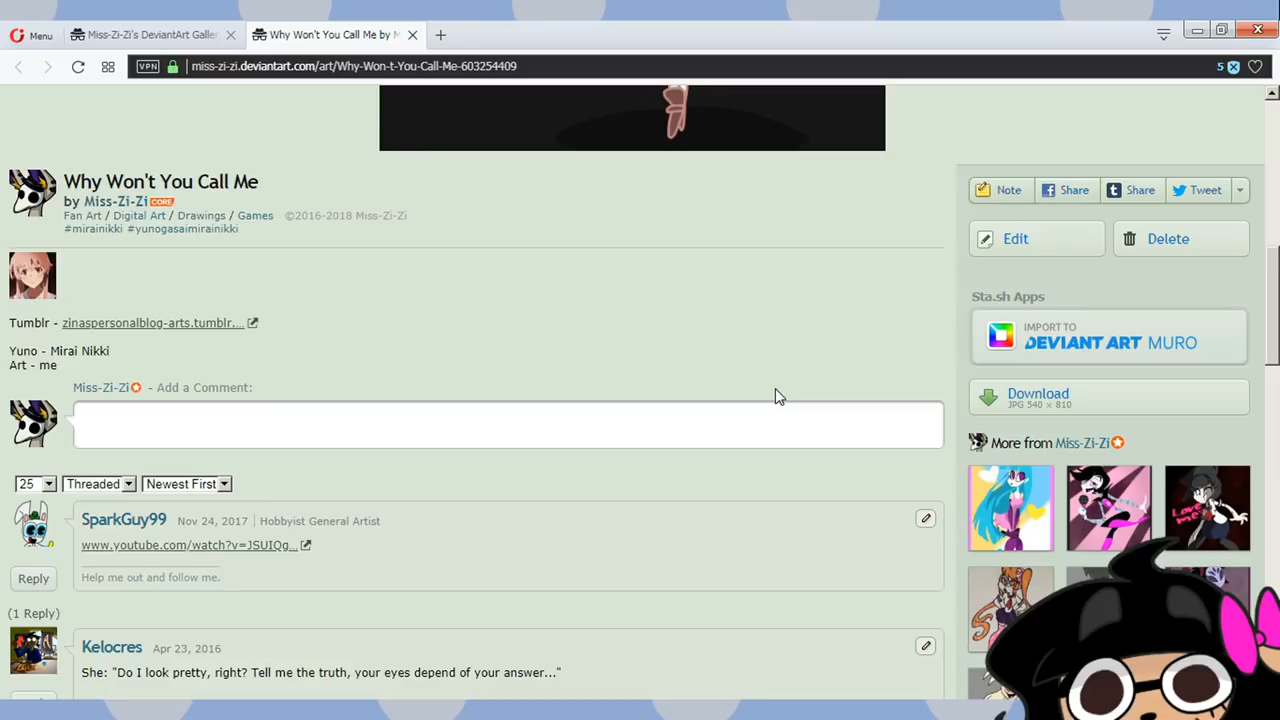 Menu
Miss-Zi-Zi's DeviantArt Galler
Why Won't You Call Me by M
VPN
miss-zi-zi.deviantart.com/art/Why-Won-t-You-Call-Me-603254409
5
Why Won't You Call Me
by Miss-Zi-Zi CORE
Fan Art / Digital Art / Drawings / Games ©2016-2018 Miss-Zi-Zi
#mirainikki #yunogasaimirainikki
Tumblr - zinaspersonalblog-arts.tumblr....
Yuno - Mirai Nikki
Art - me
Miss-Zi-Zi - Add a Comment:
25 Threaded Newest First
SparkGuy99 Nov 24, 2017 | Hobbyist General Artist
www.youtube.com/watch?v=JSUIQg...
Help me out and follow me.
Reply
(1 Reply)
Kelocres Apr 23, 2016
She: "Do I look pretty, right? Tell me the truth, your eyes depend of your answer..."
Note Share Share Tweet
Edit Delete
Sta.sh Apps
IMPORT TO
DEVIANT ART MURO
Download
JPG 540 × 810
More from Miss-Zi-Zi
LOVE me